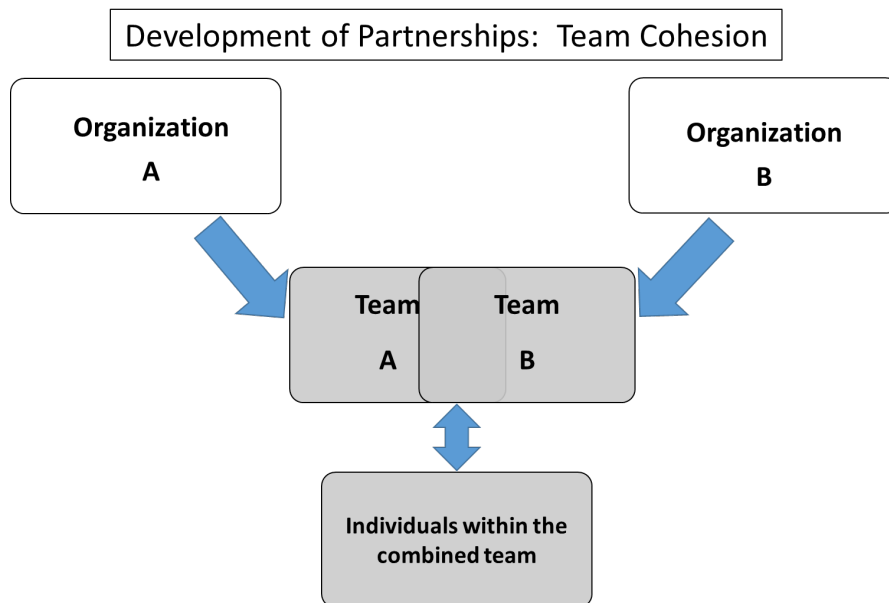 Development of Partnerships: Team Cohesion
Organization
A
Organization
B
Team
A
Team
B
Individuals within the
combined team